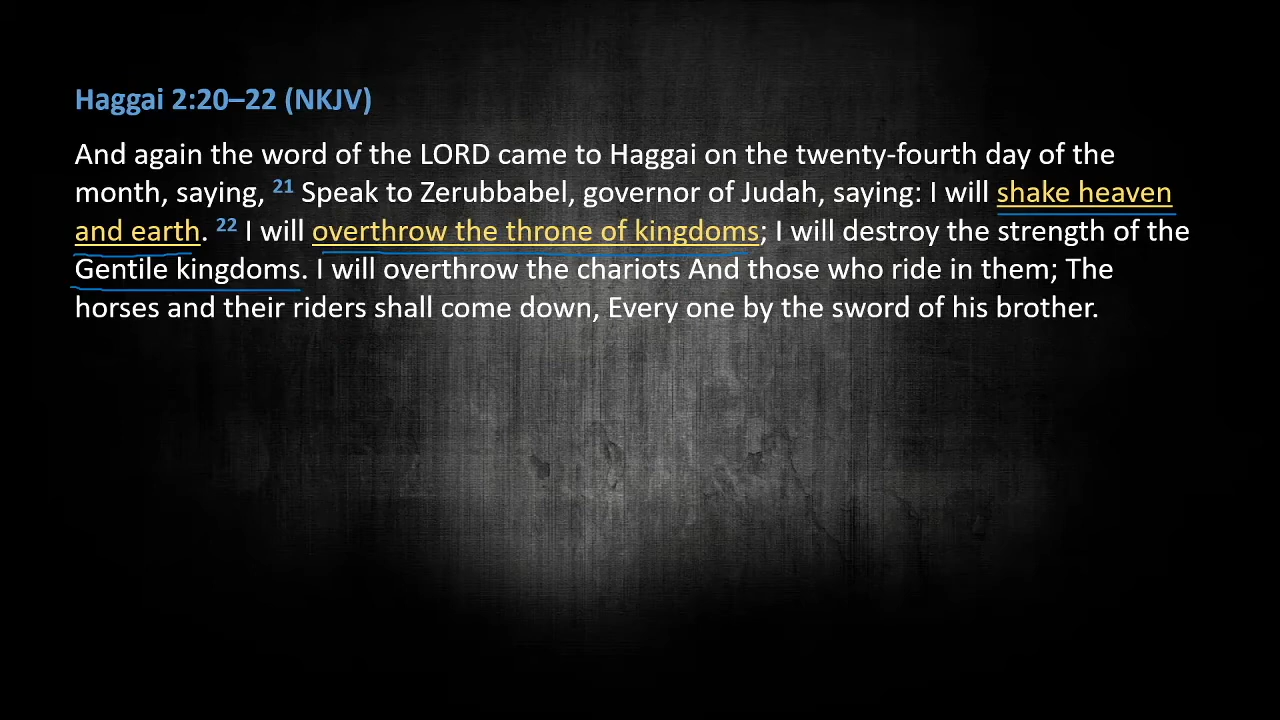 Haggai 2:20–22 (NKJV)
And again the word of the LORD came to Haggai on the twenty-fourth day of the
month, saying, 21 Speak to Zerubbabel, governor of Judah, saying: I will shake heaven
and earth. 22 I will overthrow the throne of kingdoms; I will destroy the strength of the
Gentile kingdoms. I will overthrow the chariots And those who ride in them; The
horses and their riders shall come down, Every one by the sword of his brother.